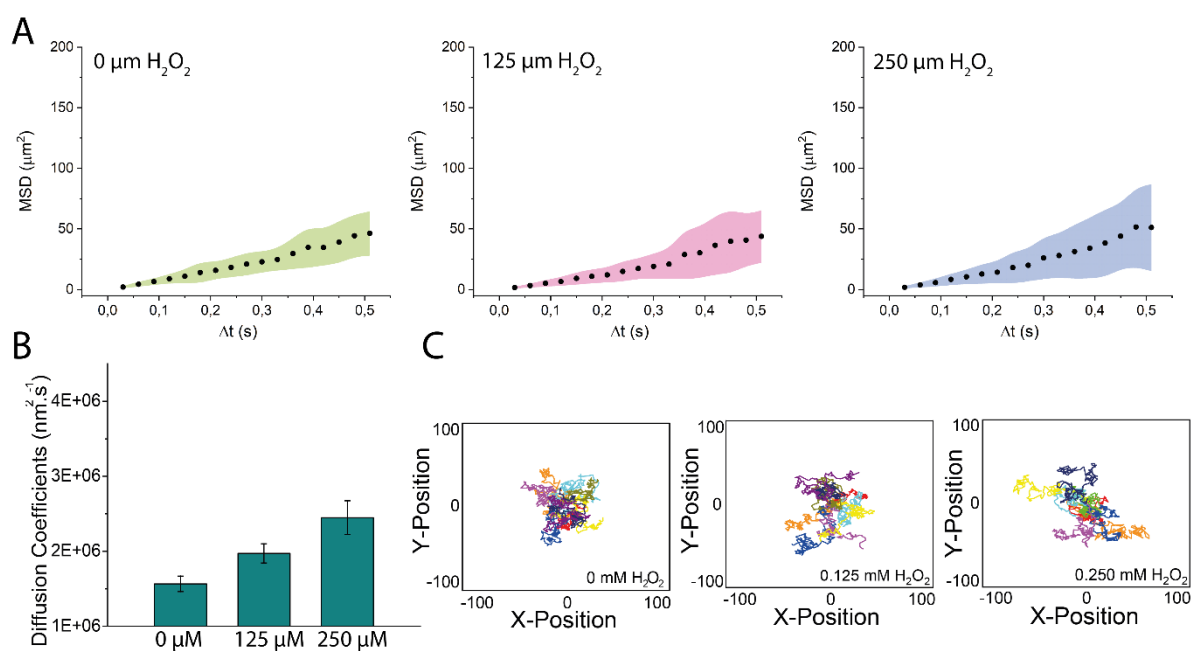 A
200
150
100
50
0
MSD (μm²)
0 μm H₂O₂
0,0 0,1 0,2 0,3 0,4 0,5
Δt (s)
200
150
100
50
0
MSD (μm²)
125 μm H₂O₂
0,0 0,1 0,2 0,3 0,4 0,5
Δt (s)
200
150
100
50
0
MSD (μm²)
250 μm H₂O₂
0,0 0,1 0,2 0,3 0,4 0,5
Δt (s)
B
Diffusion Coefficients (nm².s⁻¹)
4E+06
3E+06
2E+06
1E+06
0 μM 125 μM 250 μM
C
Y-Position
100
0
-100
0 mM H₂O₂
-100 0 100
X-Position
Y-Position
100
0
-100
0.125 mM H₂O₂
-100 0 100
X-Position
Y-Position
100
0
-100
0.250 mM H₂O₂
-100 0 100
X-Position